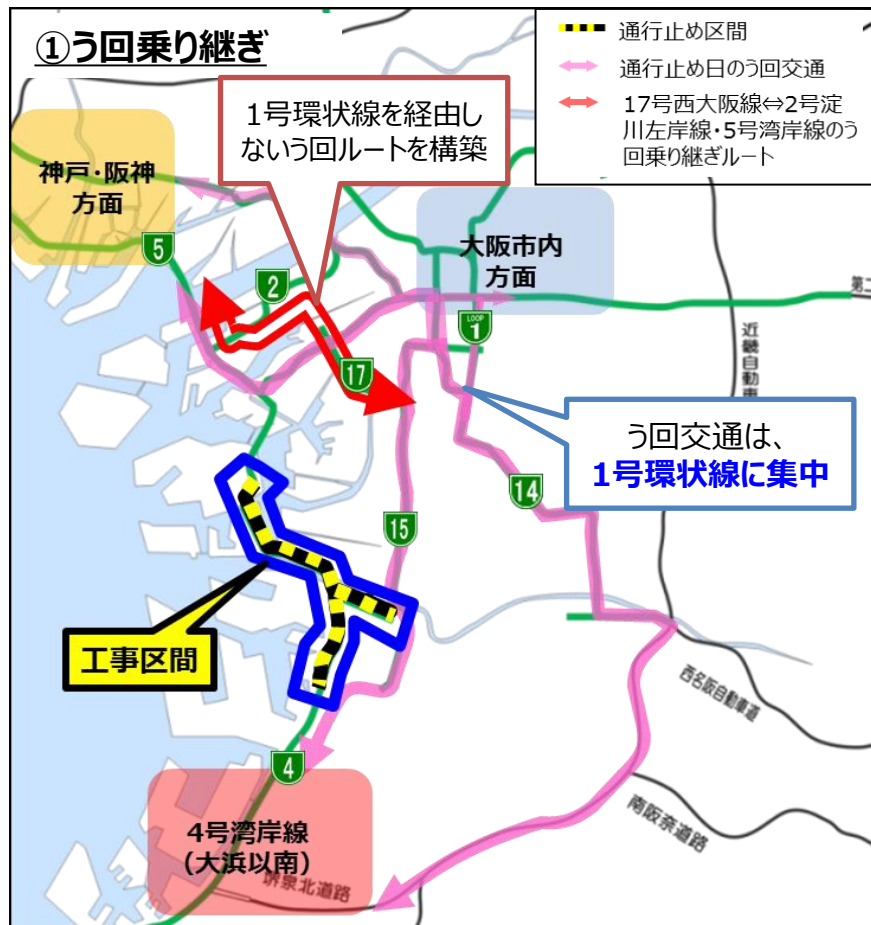 ①う回乗り継ぎ
通行止め区間
通行止め日のう回交通
17号西大阪線⇔2号淀
川左岸線・5号湾岸線のう
回乗り継ぎルート
1号環状線を経由し
ないう回ルートを構築
神戸・阪神
方面
大阪市内
方面
5
2
LOOP
1
第二
近畿自動車
17
う回交通は、
1号環状線に集中
14
15
工事区間
西名阪自動車道
4
南阪奈道路
4号湾岸線
(大浜以南)
堺泉北道路